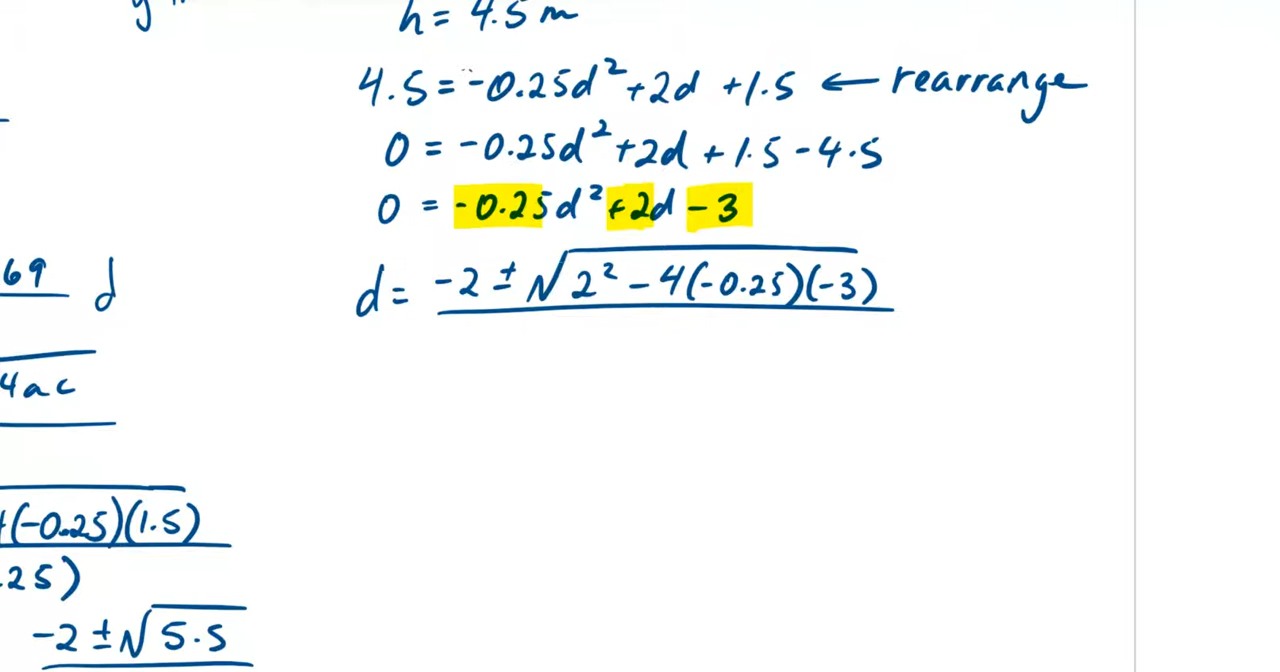 h = 4.5 m
4.5 = -0.25d² + 2d + 1.5 ← rearrange
0 = -0.25d² + 2d + 1.5 - 4.5
0 = -0.25d² + 2d - 3
d = -2 ± √2² - 4(-0.25)(-3)
69 d
4ac
(-0.25)(1.5)
25)
-2 ± √5.5